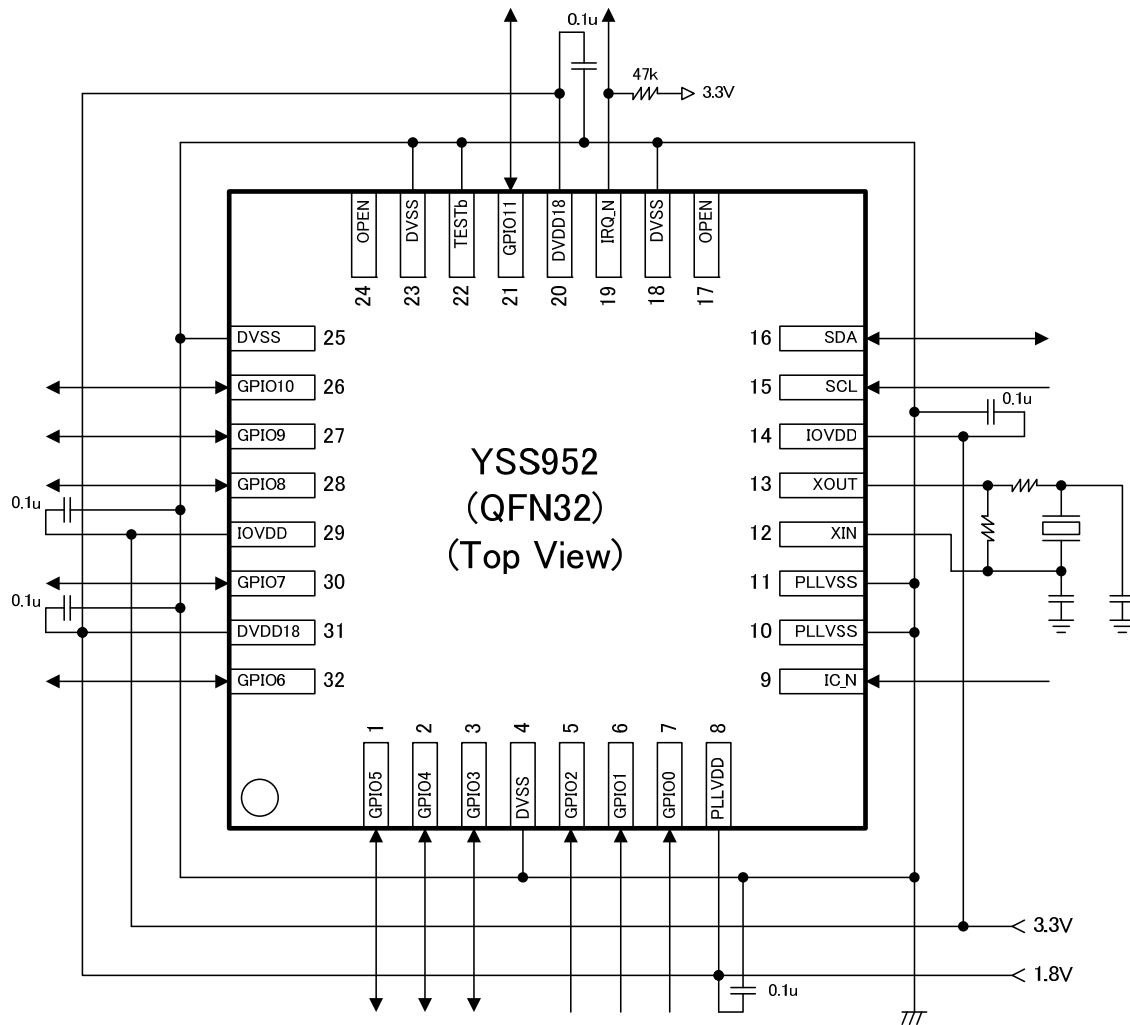 0.1u
47k
3.3V
OPEN
DVSS
TESTb
GPIO11
DVDD18
IRQ_N
DVSS
OPEN
24
23
22
21
20
19
18
17
DVSS 25
16 SDA
GPIO10 26
15 SCL
0.1u
GPIO9 27
14 IOVDD
YSS952
(QFN32)
(Top View)
GPIO8 28
13 XOUT
0.1u
IOVDD 29
12 XIN
GPIO7 30
11 PLLVSS
0.1u
DVDD18 31
10 PLLVSS
GPIO6 32
9 IC_N
1
2
3
4
5
6
7
8
GPIO5
GPIO4
GPIO3
DVSS
GPIO2
GPIO1
GPIO0
PLLVDD
3.3V
1.8V
0.1u